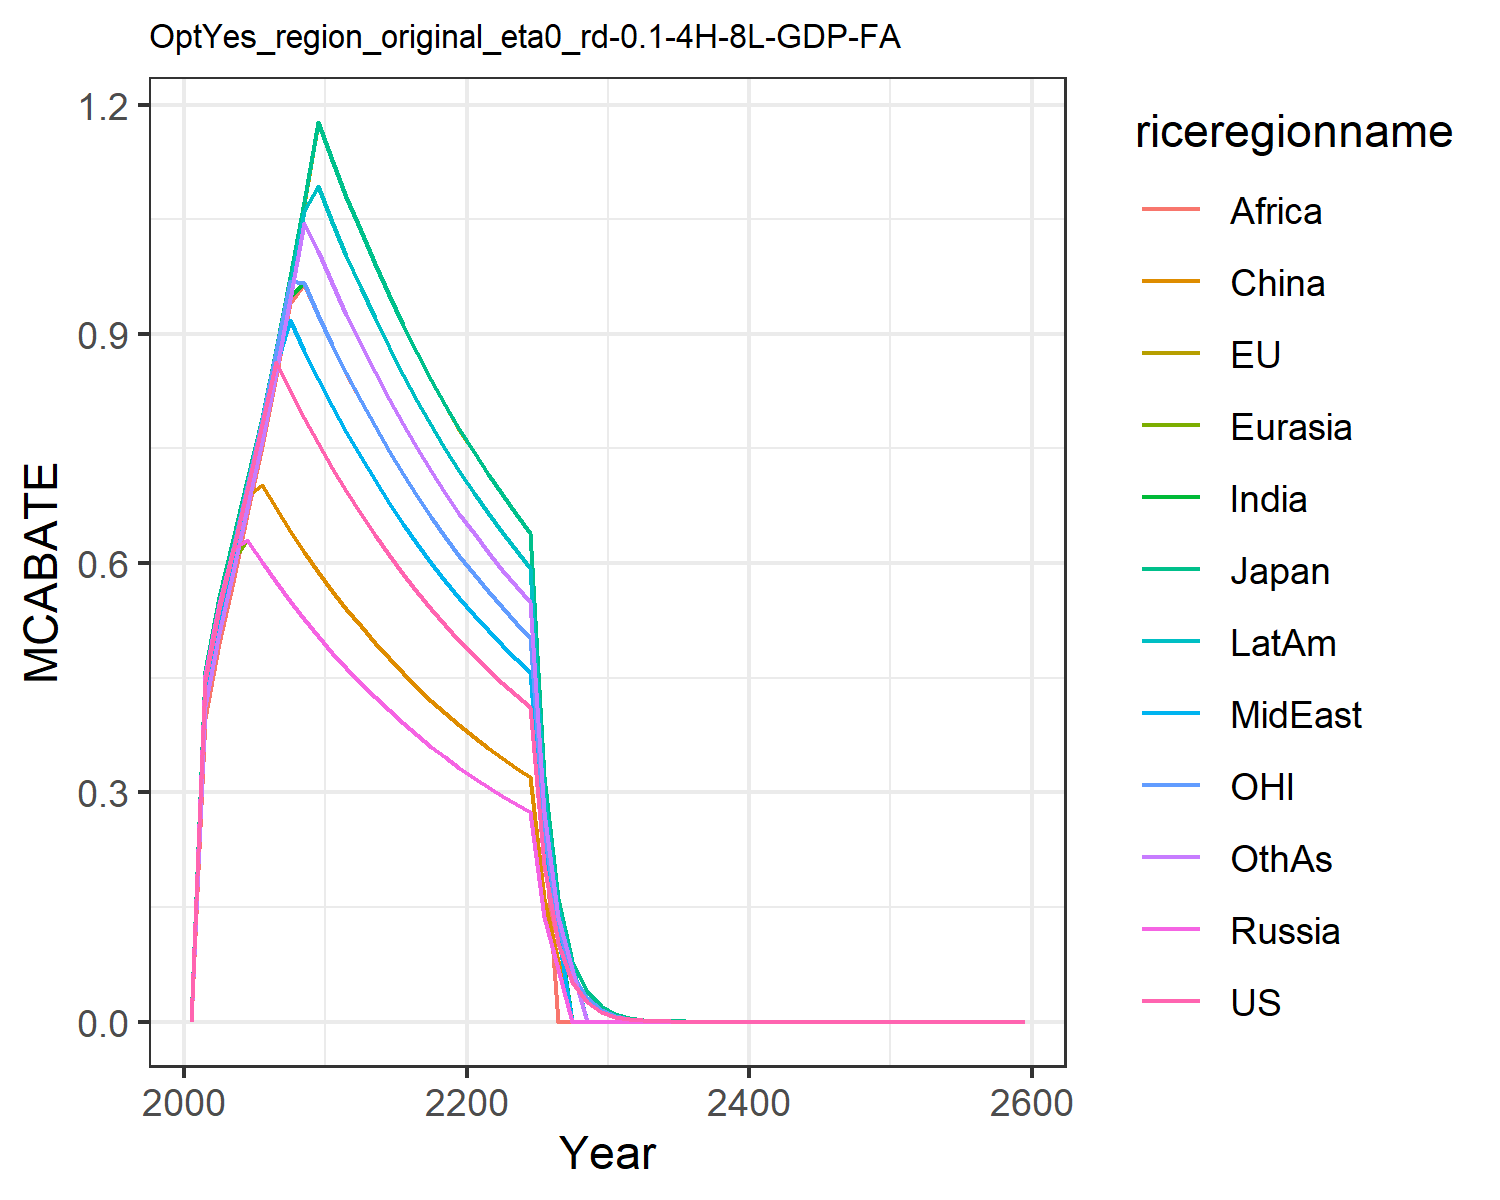 OptYes_region_original_eta0_rd-0.1-4H-8L-GDP-FA
1.2
0.9
0.6
0.3
0.0
MCABATE
2000
2200
2400
2600
Year
riceregionname
Africa
China
EU
Eurasia
India
Japan
LatAm
MidEast
OHI
OthAs
Russia
US